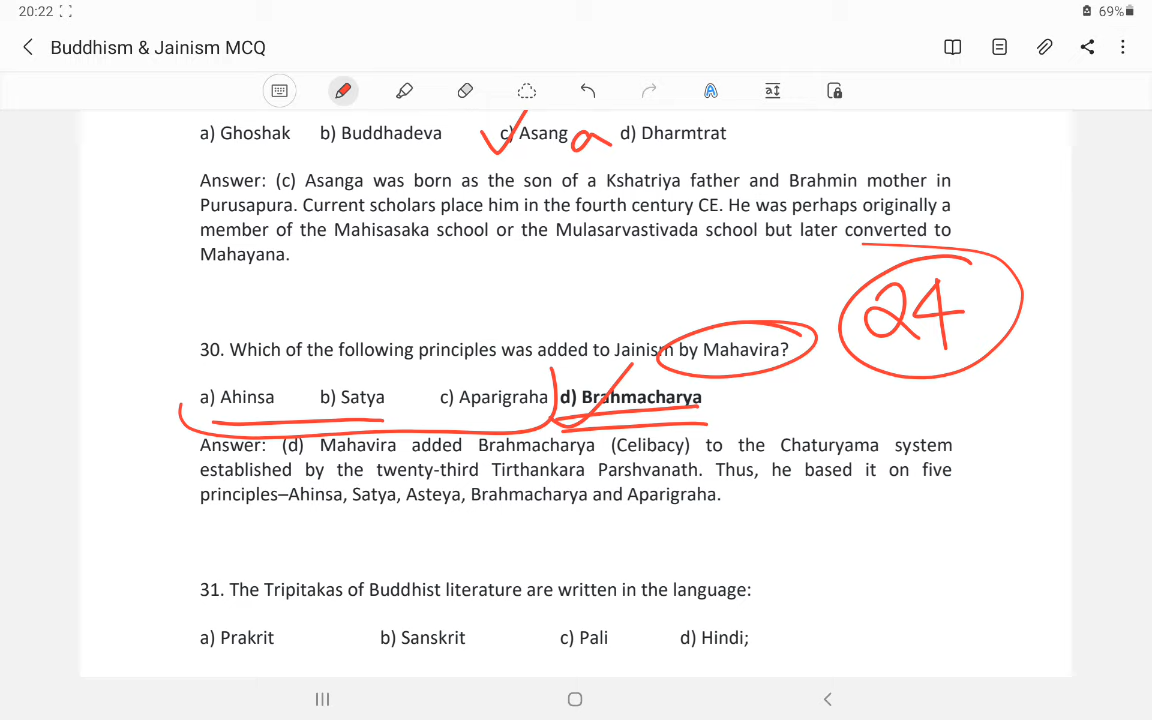 20:22 69%
Buddhism & Jainism MCQ
a) Ghoshak b) Buddhadeva c) Asang a d) Dharmtrat
Answer: (c) Asanga was born as the son of a Kshatriya father and Brahmin mother in
Purusapura. Current scholars place him in the fourth century CE. He was perhaps originally a
member of the Mahisasaka school or the Mulasarvastivada school but later converted to
Mahayana.
24
30. Which of the following principles was added to Jainism by Mahavira?
a) Ahinsa b) Satya c) Aparigraha d) Brahmacharya
Answer: (d) Mahavira added Brahmacharya (Celibacy) to the Chaturyama system
established by the twenty-third Tirthankara Parshvanath. Thus, he based it on five
principles–Ahinsa, Satya, Asteya, Brahmacharya and Aparigraha.
31. The Tripitakas of Buddhist literature are written in the language:
a) Prakrit b) Sanskrit c) Pali d) Hindi;